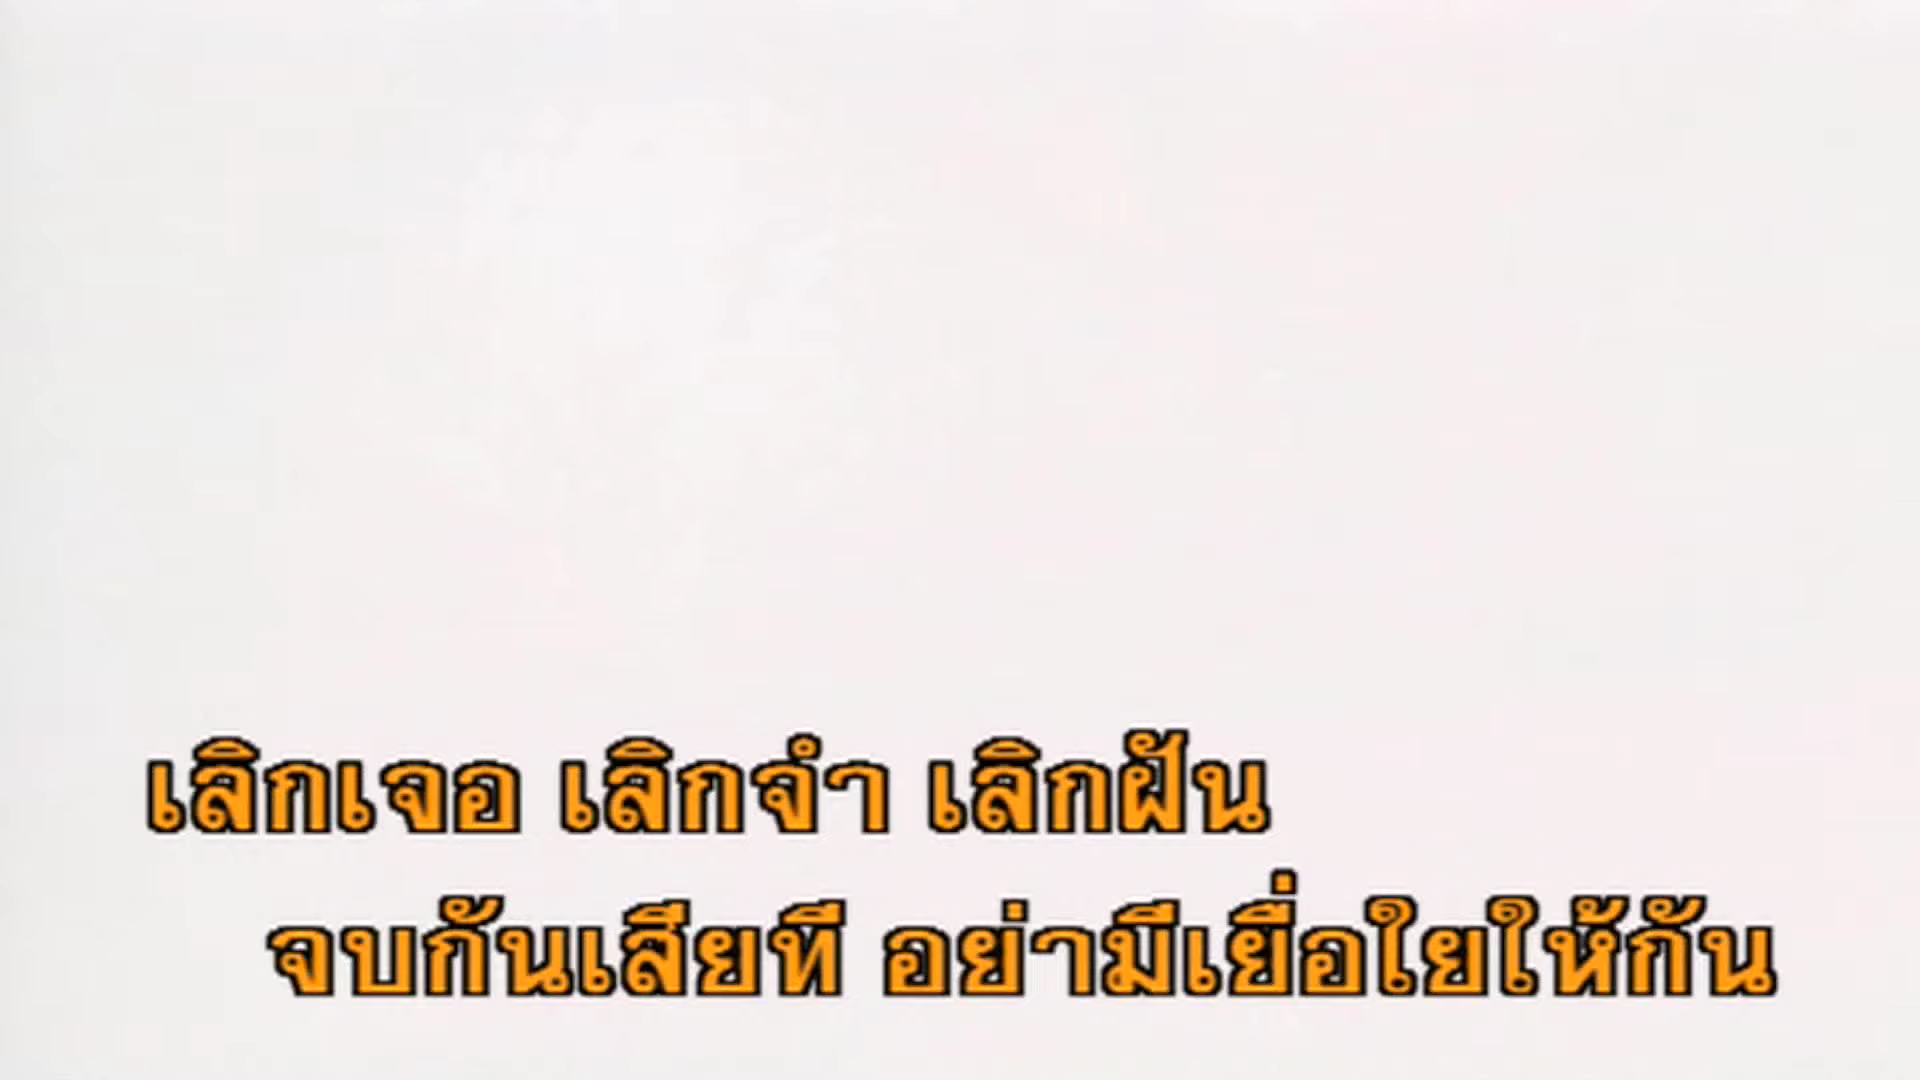 เลิกเจอ เลิกจำ เลิกฝัน
จบกันเสียที อย่ามีเยื่อใยให้กัน